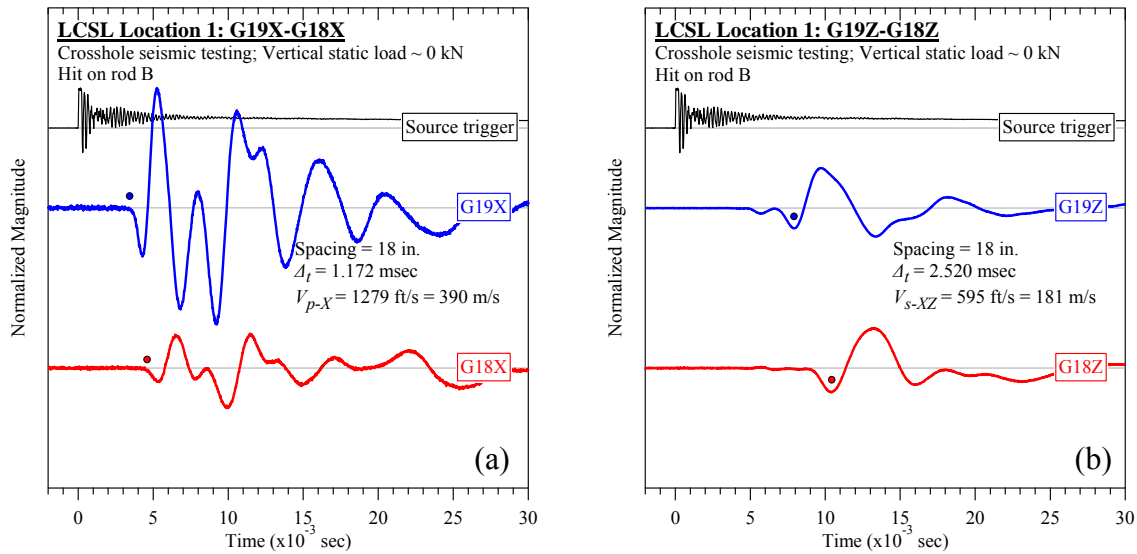 LCSL Location 1: G19X-G18X
Crosshole seismic testing; Vertical static load ~ 0 kN
Hit on rod B
Source trigger
G19X
Spacing = 18 in.
Δt = 1.172 msec
Vp-X = 1279 ft/s = 390 m/s
G18X
(a)
Normalized Magnitude
0 5 10 15 20 25 30
Time (x10-3 sec)
LCSL Location 1: G19Z-G18Z
Crosshole seismic testing; Vertical static load ~ 0 kN
Hit on rod B
Source trigger
G19Z
Spacing = 18 in.
Δt = 2.520 msec
Vs-XZ = 595 ft/s = 181 m/s
G18Z
(b)
Normalized Magnitude
0 5 10 15 20 25 30
Time (x10-3 sec)